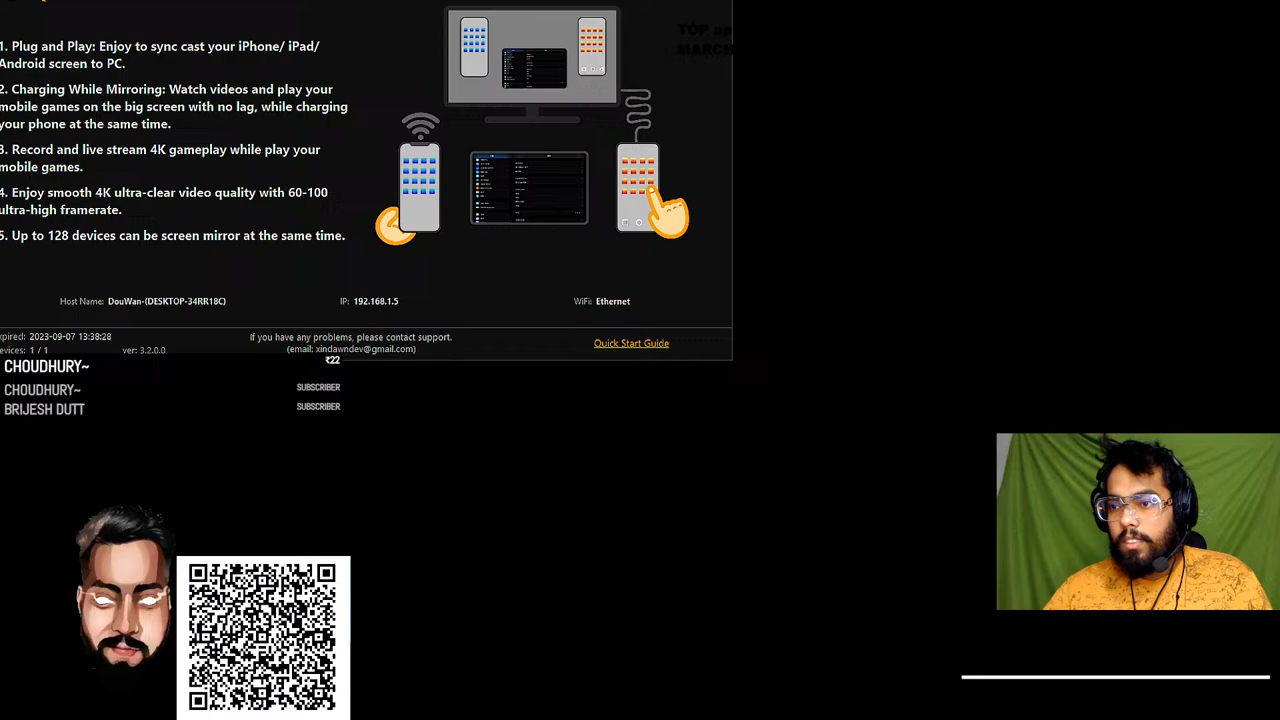 1. Plug and Play: Enjoy to sync cast your iPhone/ iPad/
Android screen to PC.
2. Charging While Mirroring: Watch videos and play your
mobile games on the big screen with no lag, while charging
your phone at the same time.
3. Record and live stream 4K gameplay while play your
mobile games.
4. Enjoy smooth 4K ultra-clear video quality with 60-100
ultra-high framerate.
5. Up to 128 devices can be screen mirror at the same time.
TOP
MARCH
Host Name: DouWan-(DESKTOP-34RR18C)
IP: 192.168.1.5
WiFi: Ethernet
xpired: 2023-09-07 13:38:28
If you have any problems, please contact support.
Quick Start Guide
evices: 1 / 1
ver: 3.2.0.0
(email: xindawndev@gmail.com)
₹22
CHOUDHURY~
CHOUDHURY~ SUBSCRIBER
BRIJESH DUTT SUBSCRIBER